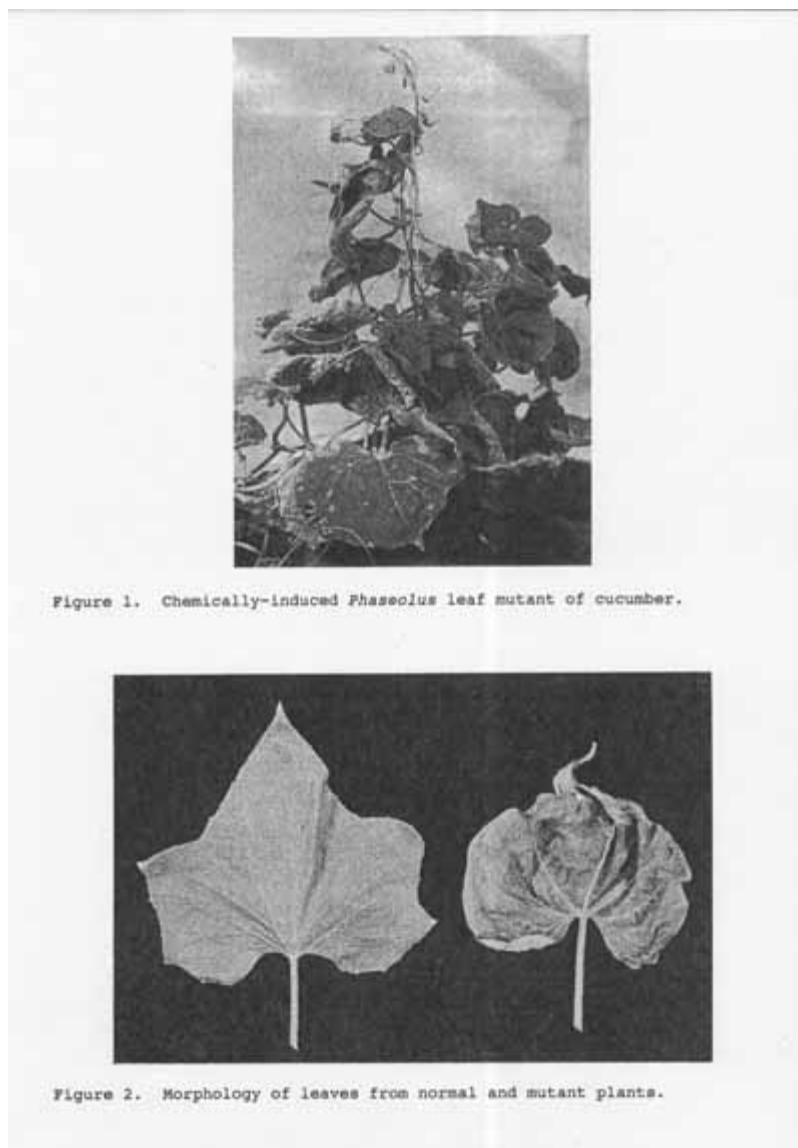 Figure 1. Chemically-induced Phaseolus leaf mutant of cucumber.
Figure 2. Morphology of leaves from normal and mutant plants.